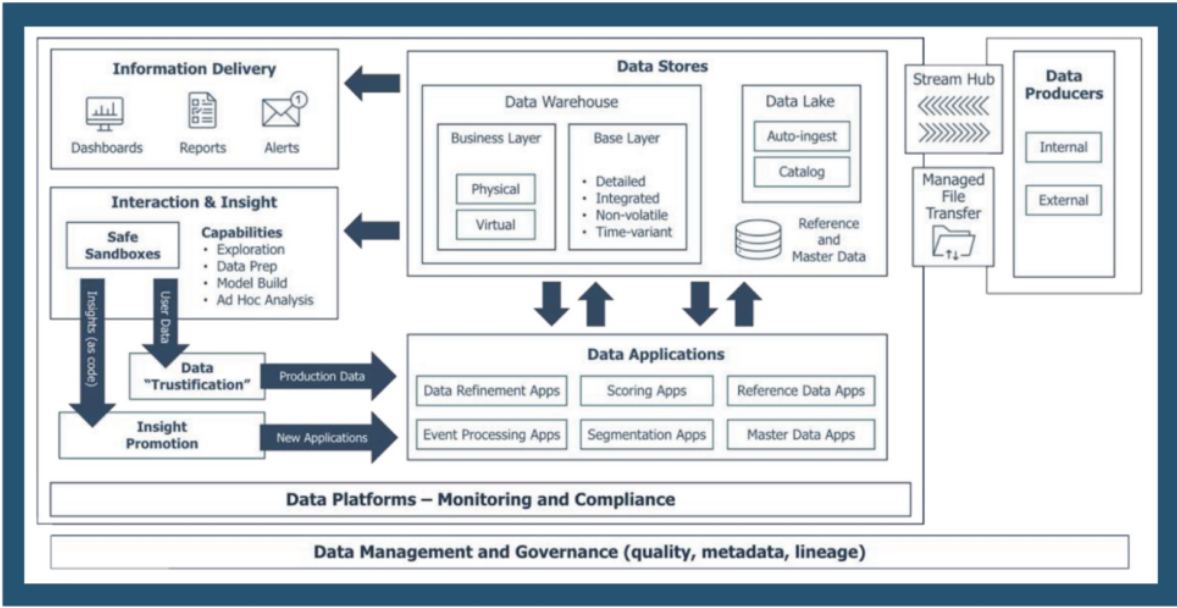 Information Delivery
Dashboards
Reports
1
Alerts
Interaction & Insight
Safe
Sandboxes
Capabilities
• Exploration
• Data Prep
• Model Build
• Ad Hoc Analysis
Insights (as code)
User Data
Data
“Trustification”
Insight
Promotion
Production Data
New Applications
Data Stores
Data Warehouse
Business Layer
Physical
Virtual
Base Layer
• Detailed
• Integrated
• Non-volatile
• Time-variant
Data Lake
Auto-ingest
Catalog
Reference
and
Master Data
Data Applications
Data Refinement Apps
Scoring Apps
Reference Data Apps
Event Processing Apps
Segmentation Apps
Master Data Apps
Stream Hub
Managed
File
Transfer
Data
Producers
Internal
External
Data Platforms – Monitoring and Compliance
Data Management and Governance (quality, metadata, lineage)